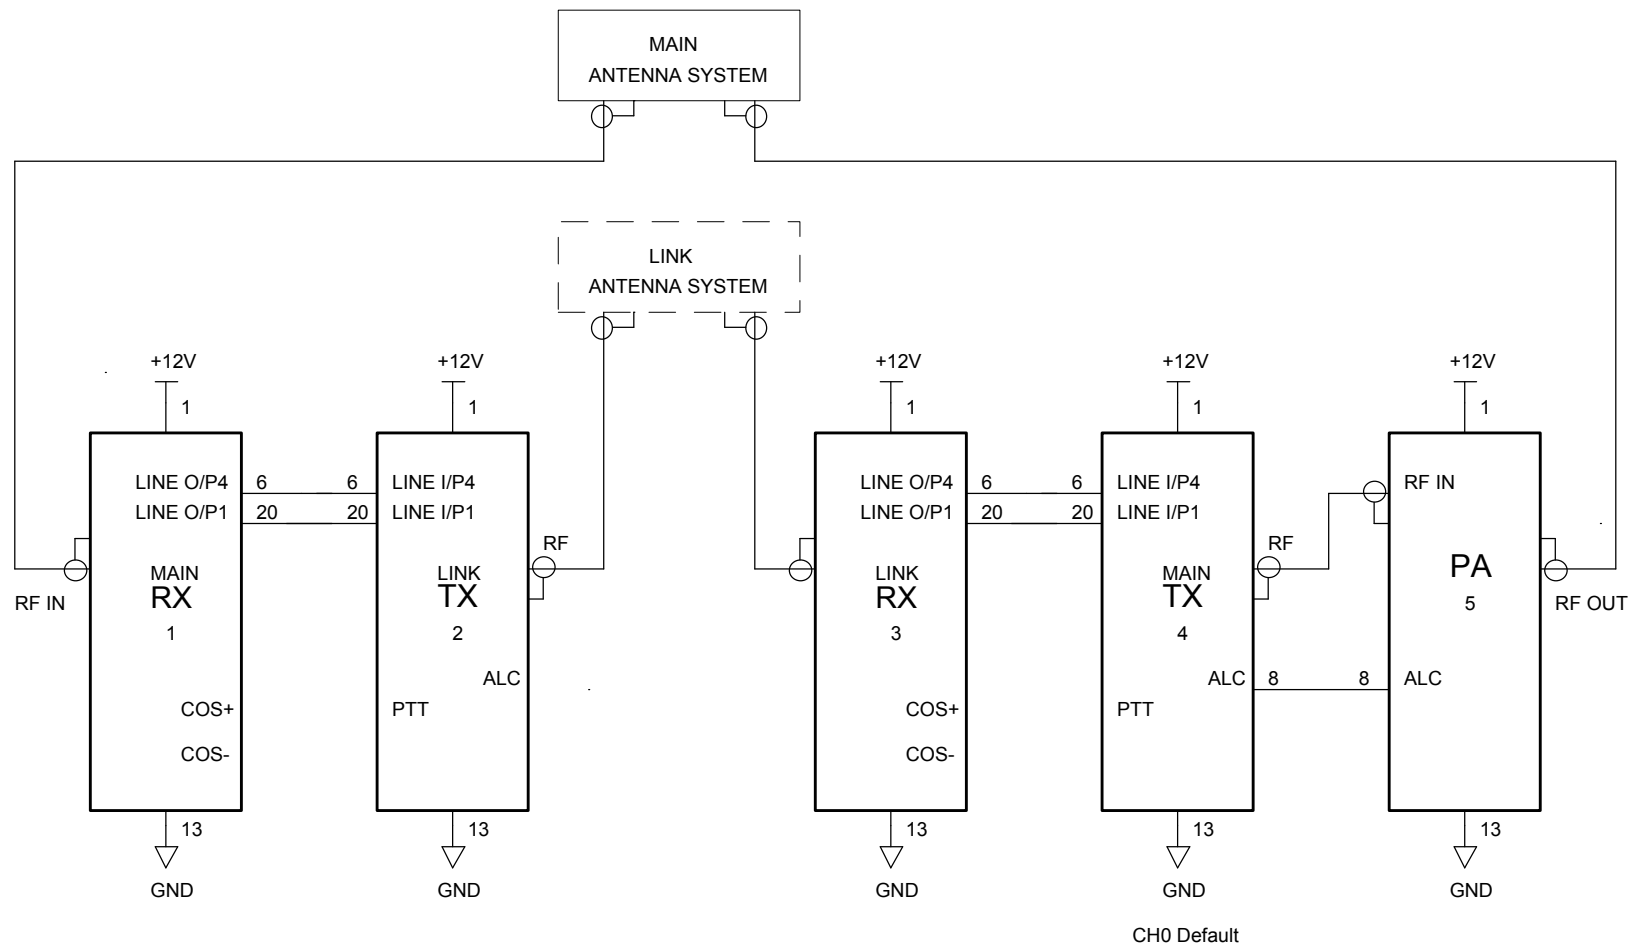 MAIN
ANTENNA SYSTEM
LINK
ANTENNA SYSTEM
+12V
1
LINE O/P4
LINE O/P1
6
20
MAIN
RX
1
RF IN
COS+
COS-
13
GND
+12V
1
6
20
LINE I/P4
LINE I/P1
LINK
TX
2
RF
ALC
PTT
13
GND
+12V
1
LINE O/P4
LINE O/P1
6
20
LINK
RX
3
COS+
COS-
13
GND
+12V
1
6
20
LINE I/P4
LINE I/P1
MAIN
TX
4
RF
ALC
8
PTT
13
GND
CH0 Default
+12V
1
RF IN
PA
5
RF OUT
8
ALC
13
GND